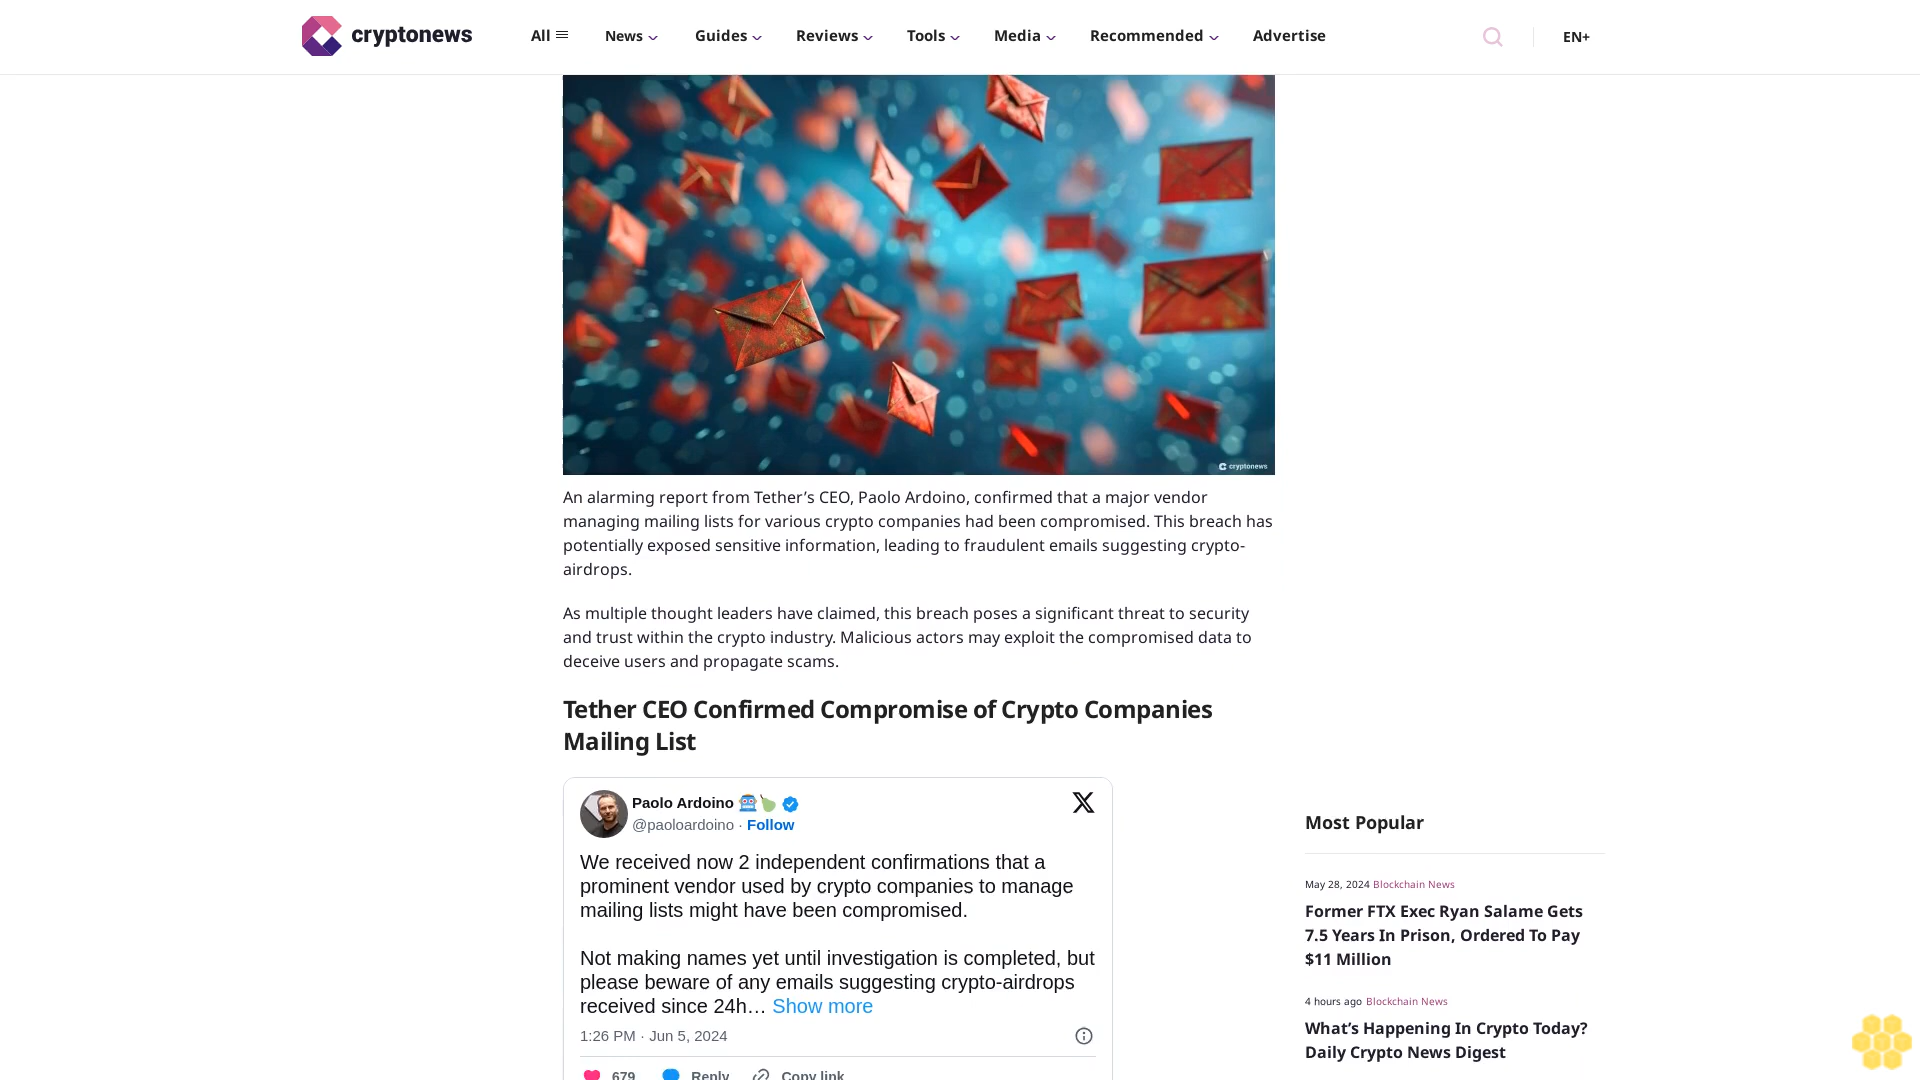 cryptonews
All
News
Guides
Reviews
Tools
Media
Recommended
Advertise
EN+
cryptonews
An alarming report from Tether’s CEO, Paolo Ardoino, confirmed that a major vendor
managing mailing lists for various crypto companies had been compromised. This breach has
potentially exposed sensitive information, leading to fraudulent emails suggesting crypto-
airdrops.
As multiple thought leaders have claimed, this breach poses a significant threat to security
and trust within the crypto industry. Malicious actors may exploit the compromised data to
deceive users and propagate scams.
Tether CEO Confirmed Compromise of Crypto Companies
Mailing List
Paolo Ardoino 🤖🍐
@paoloardoino · Follow
We received now 2 independent confirmations that a
prominent vendor used by crypto companies to manage
mailing lists might have been compromised.
Not making names yet until investigation is completed, but
please beware of any emails suggesting crypto-airdrops
received since 24h… Show more
1:26 PM · Jun 5, 2024
679
Reply
Copy link
Most Popular
May 28, 2024 Blockchain News
Former FTX Exec Ryan Salame Gets
7.5 Years In Prison, Ordered To Pay
$11 Million
4 hours ago Blockchain News
What’s Happening In Crypto Today?
Daily Crypto News Digest